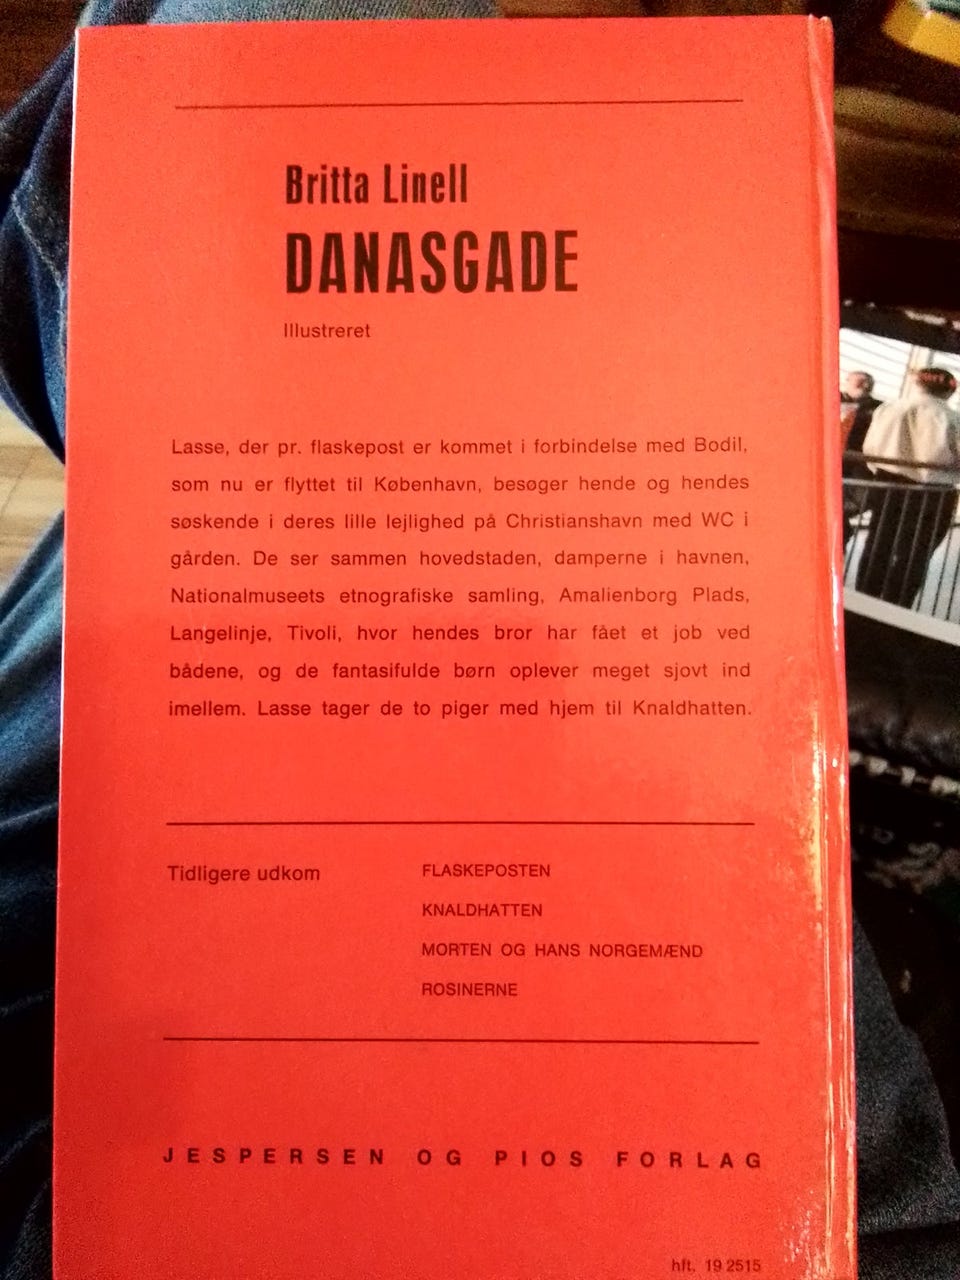 Britta Linell
DANASGADE
Illustreret
Lasse, der pr. flaskepost er kommet i forbindelse med Bodil,
som nu er flyttet til København, besøger hende og hendes
søskende i deres lille lejlighed på Christianshavn med WC i
gården. De ser sammen hovedstaden, damperne i havnen,
Nationalmuseets etnografiske samling, Amalienborg Plads,
Langelinje, Tivoli, hvor hendes bror har fået et job ved
bådene, og de fantasifulde børn oplever meget sjovt ind
imellem. Lasse tager de to piger med hjem til Knaldhatten.
Tidligere udkom
FLASKEPOSTEN
KNALDHATTEN
MORTEN OG HANS NORGEMÆND
ROSINERNE
JESPERSEN OG PIOS FORLAG
hft. 19 2515